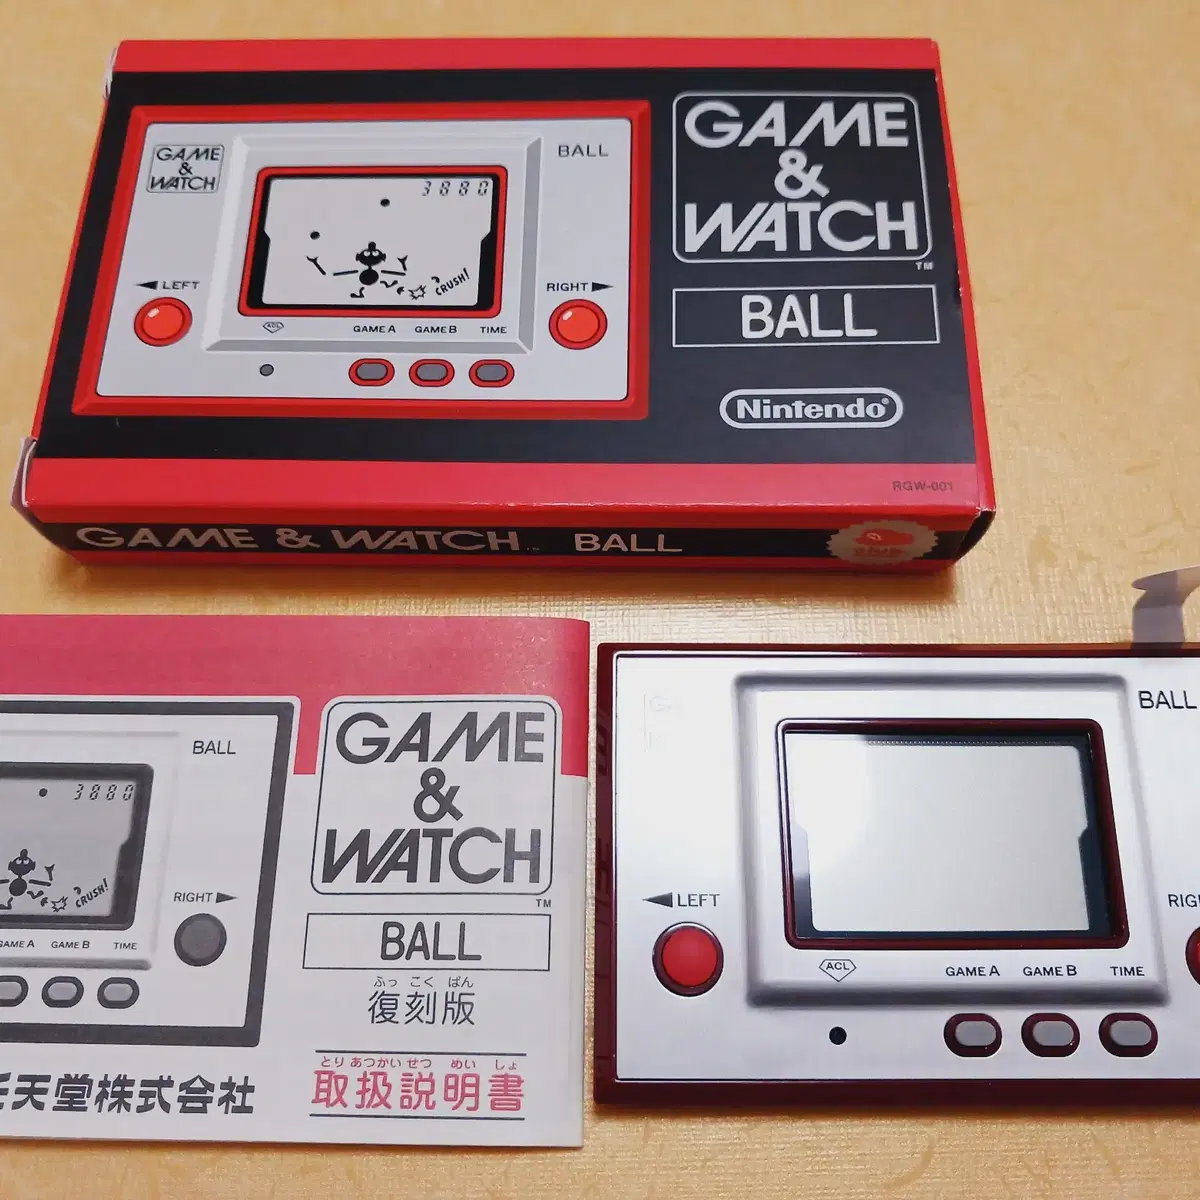 GAME
&
WATCH
BALL
3880
CRUSH!
LEFT
RIGHT
ACL
GAME A
GAME B
TIME
GAME
&
WATCH
TM
BALL
Nintendo®
RGW-001
GAME & WATCH™ BALL
BALL
3880
CRUSH!
RIGHT
GAME A
GAME B
TIME
GAME
&
WATCH
TM
BALL
ふっこくばん
復刻版
とりあつかいせつめいしょ
取扱説明書
天堂株式会社
BALL
LEFT
ACL
GAME A
GAME B
TIME